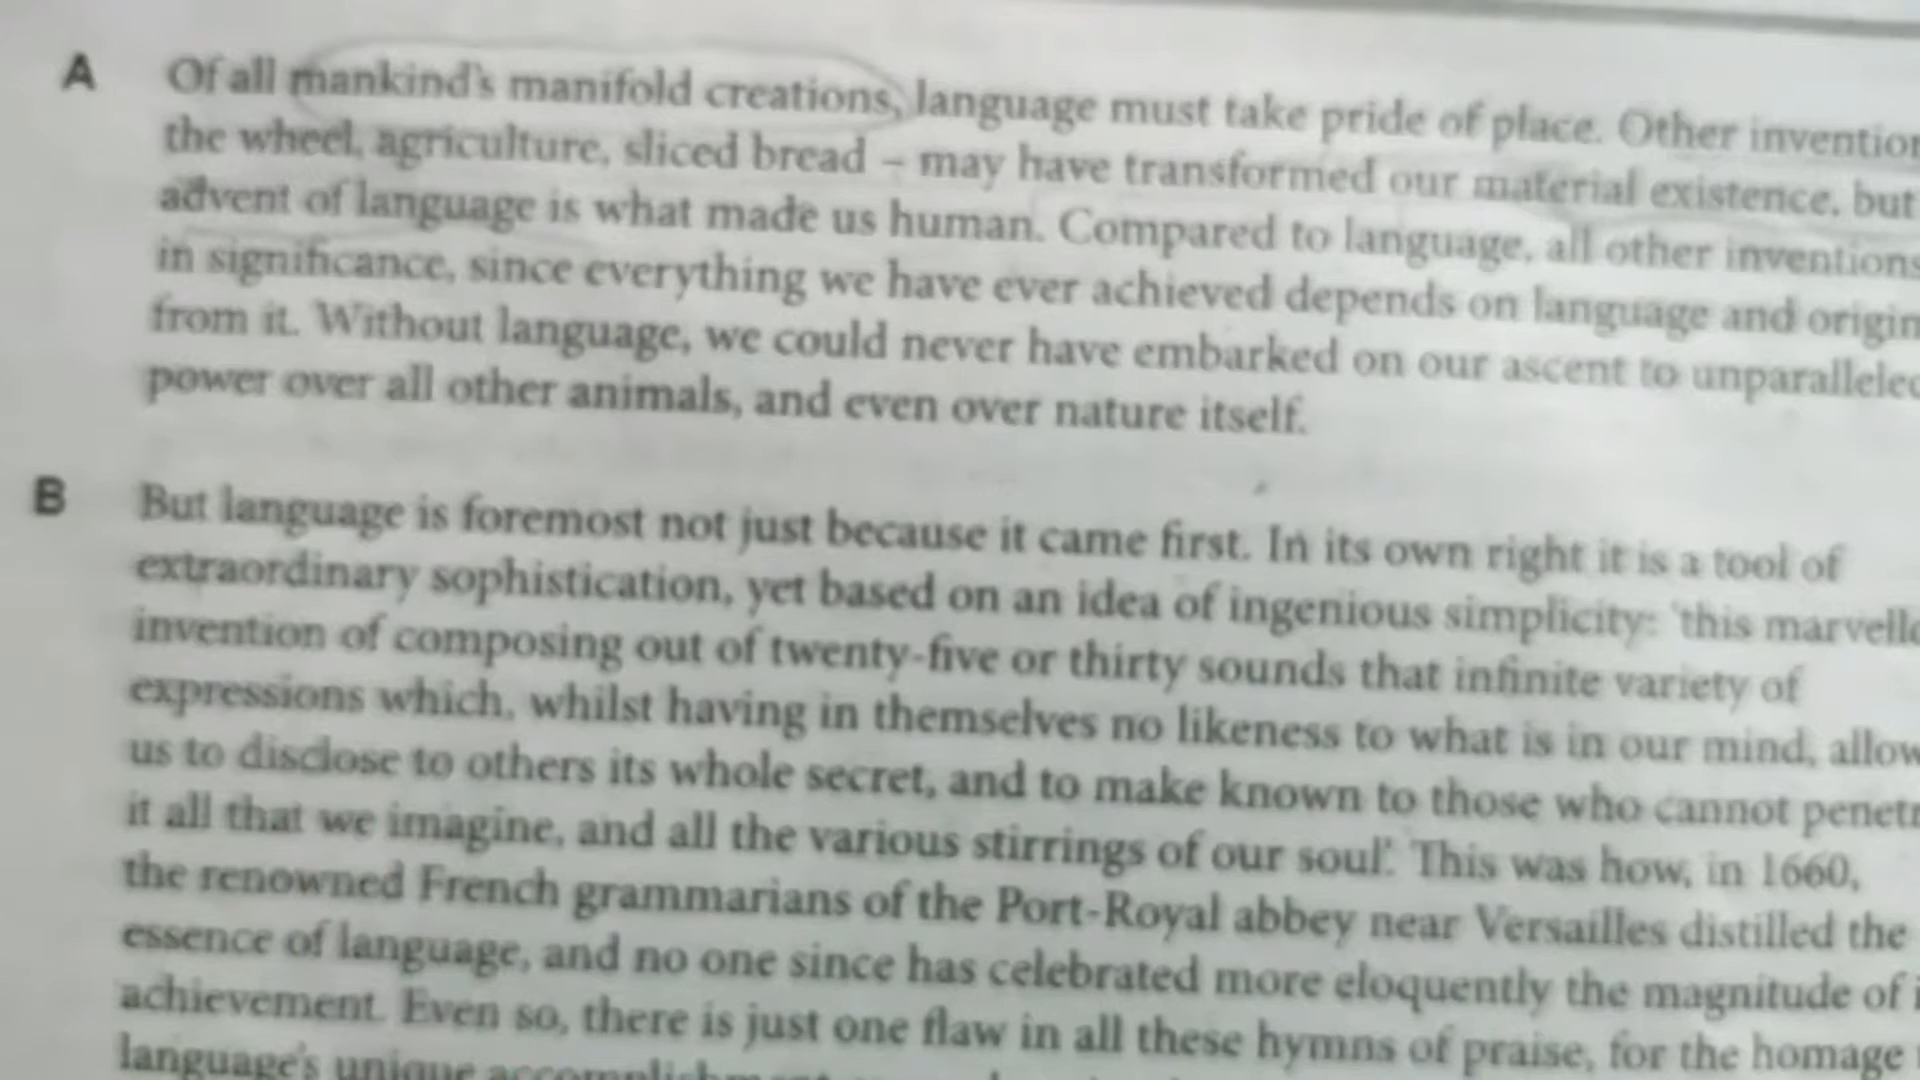 A Of all mankind's manifold creations, language must take pride of place. Other invention
the wheel, agriculture, sliced bread – may have transformed our material existence, but
advent of language is what made us human. Compared to language, all other inventions
in significance, since everything we have ever achieved depends on language and origin
from it. Without language, we could never have embarked on our ascent to unparalleled
power over all other animals, and even over nature itself.
B But language is foremost not just because it came first. In its own right it is a tool of
extraordinary sophistication, yet based on an idea of ingenious simplicity: 'this marvello
invention of composing out of twenty-five or thirty sounds that infinite variety of
expressions which, whilst having in themselves no likeness to what is in our mind, allow
us to disclose to others its whole secret, and to make known to those who cannot penetr
it all that we imagine, and all the various stirrings of our soul'. This was how, in 1660,
the renowned French grammarians of the Port-Royal abbey near Versailles distilled the
essence of language, and no one since has celebrated more eloquently the magnitude of
achievement. Even so, there is just one flaw in all these hymns of praise, for the homage
language's unique